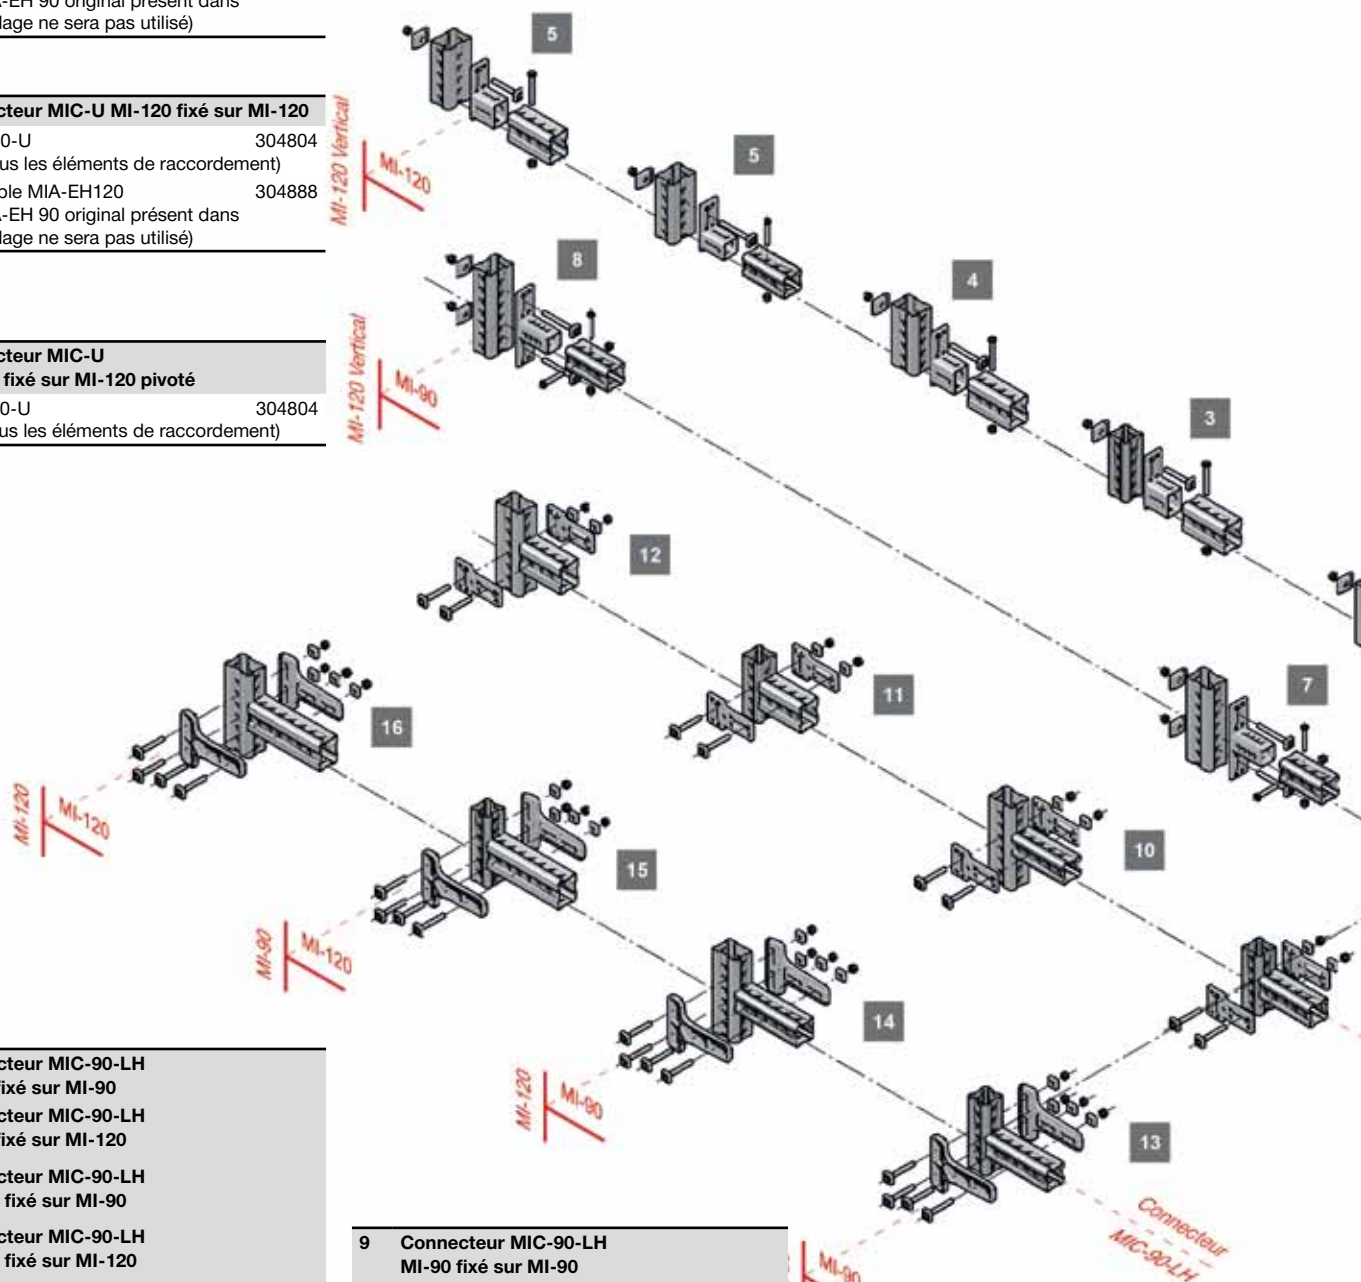 -EH 90 original présent dans
lage ne sera pas utilisé)
cteur MIC-U MI-120 fixé sur MI-120
0-U 304804
us les éléments de raccordement)
ble MIA-EH120 304888
-EH 90 original présent dans
lage ne sera pas utilisé)
cteur MIC-U
fixé sur MI-120 pivoté
0-U 304804
us les éléments de raccordement)
5
MI-120 Vertical
MI-120
5
8
4
MI-120 Vertical
MI-90
3
12
11
7
16
MI-120
MI-120
10
15
MI-90
MI-120
14
MI-120
MI-90
13
Connecteur
MIC-90-LH
MI-90
cteur MIC-90-LH
fixé sur MI-90
cteur MIC-90-LH
fixé sur MI-120
cteur MIC-90-LH
fixé sur MI-90
cteur MIC-90-LH
fixé sur MI-120
9 Connecteur MIC-90-LH
MI-90 fixé sur MI-90